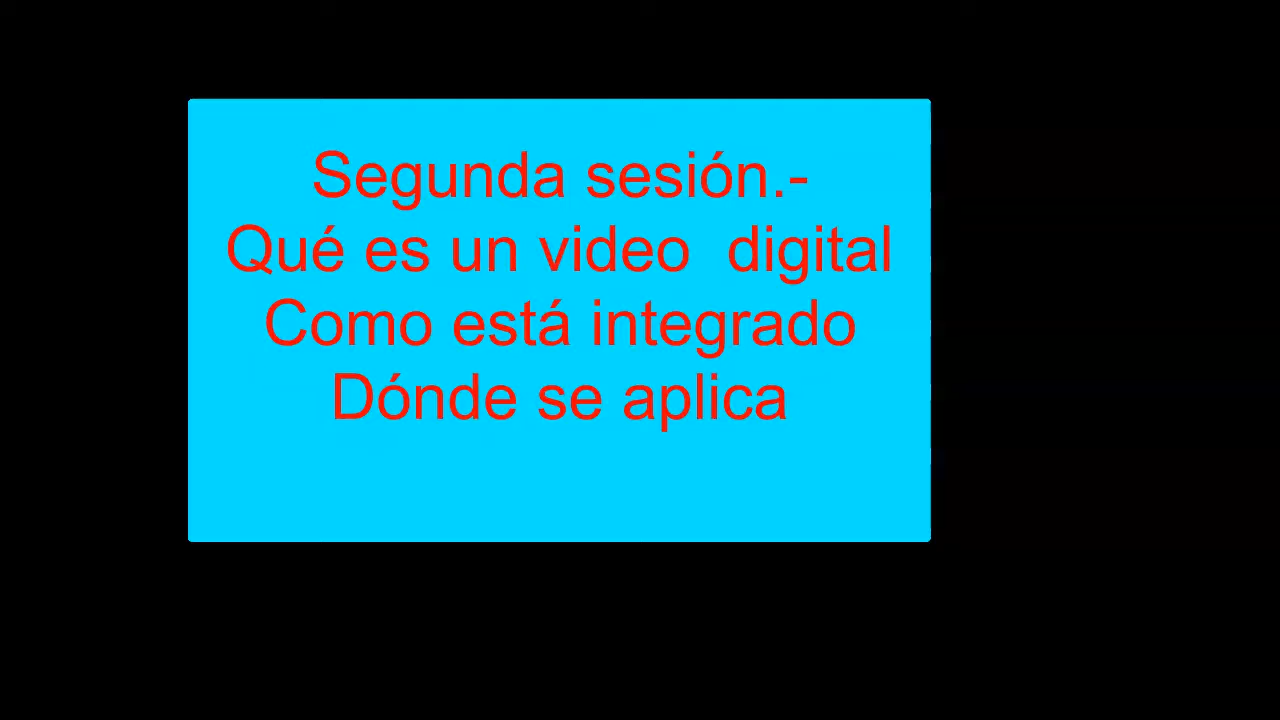 Segunda sesión.-
Qué es un video  digital
Como está integrado
Dónde se aplica